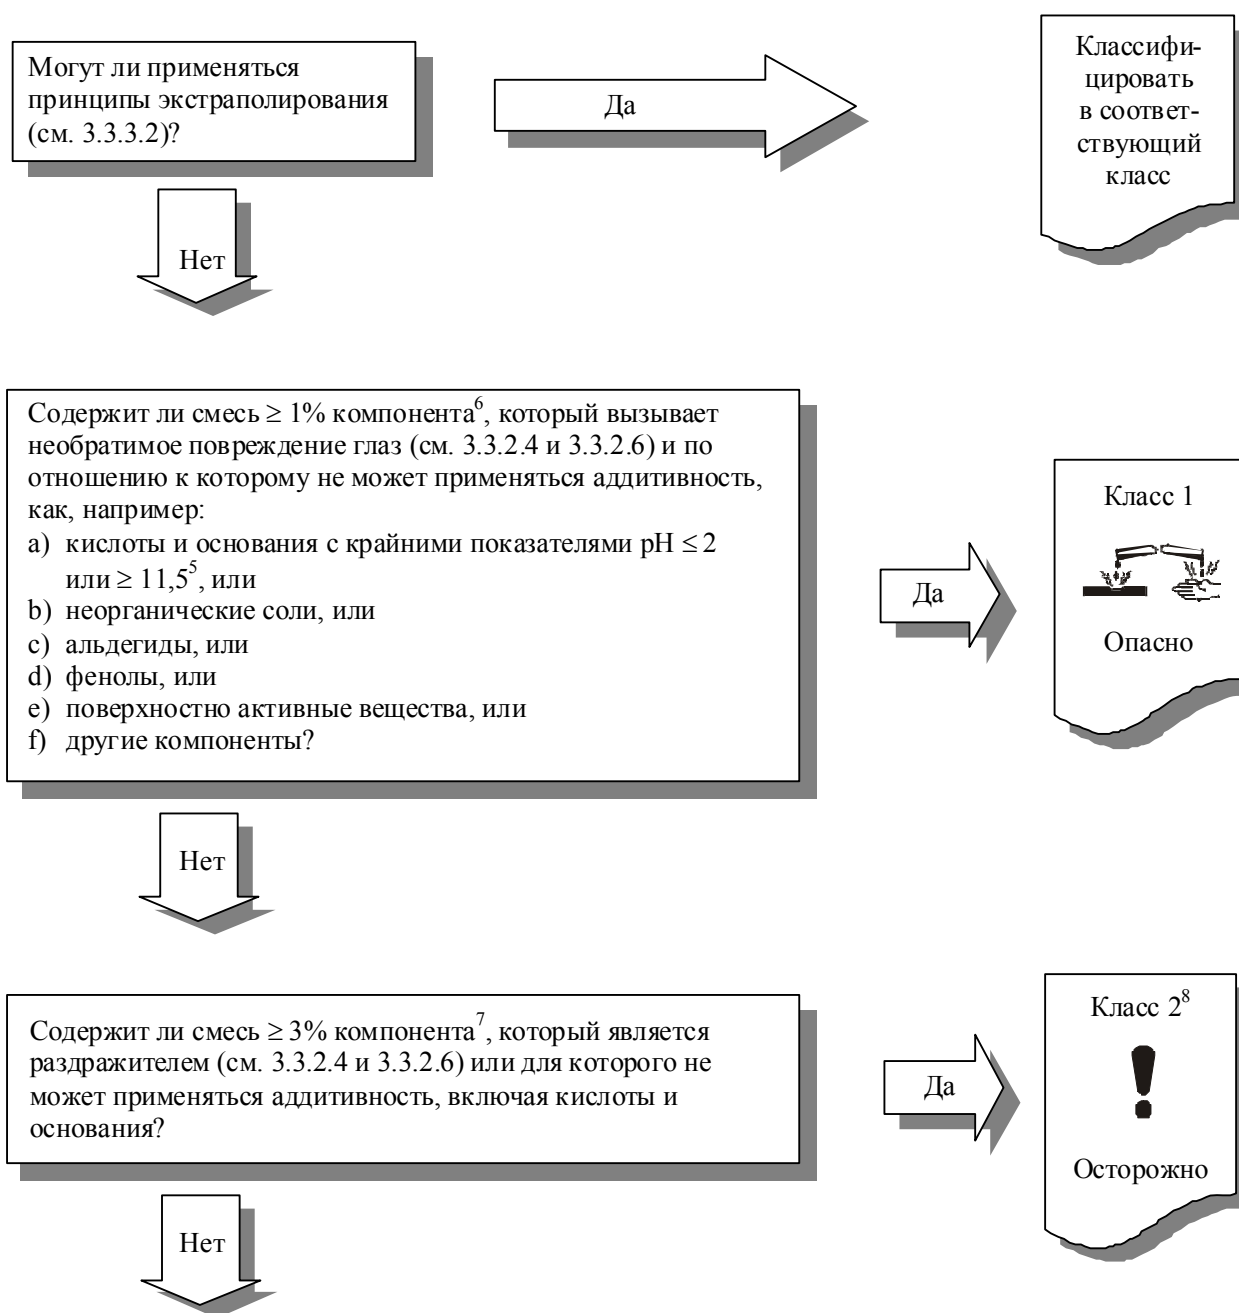 Могут ли применяться
принципы экстраполирования
(см. 3.3.3.2)?
Да
Классифи-
цировать
в соответ-
ствующий
класс
Нет
Содержит ли смесь ≥ 1% компонента⁶, который вызывает
необратимое повреждение глаз (см. 3.3.2.4 и 3.3.2.6) и по
отношению к которому не может применяться аддитивность,
как, например:
a) кислоты и основания с крайними показателями pH ≤ 2
или ≥ 11,5⁵, или
b) неорганические соли, или
c) альдегиды, или
d) фенолы, или
e) поверхностно активные вещества, или
f) другие компоненты?
Да
Класс 1
Опасно
Нет
Содержит ли смесь ≥ 3% компонента⁷, который является
раздражителем (см. 3.3.2.4 и 3.3.2.6) или для которого не
может применяться аддитивность, включая кислоты и
основания?
Да
Класс 2⁸
Осторожно
Нет